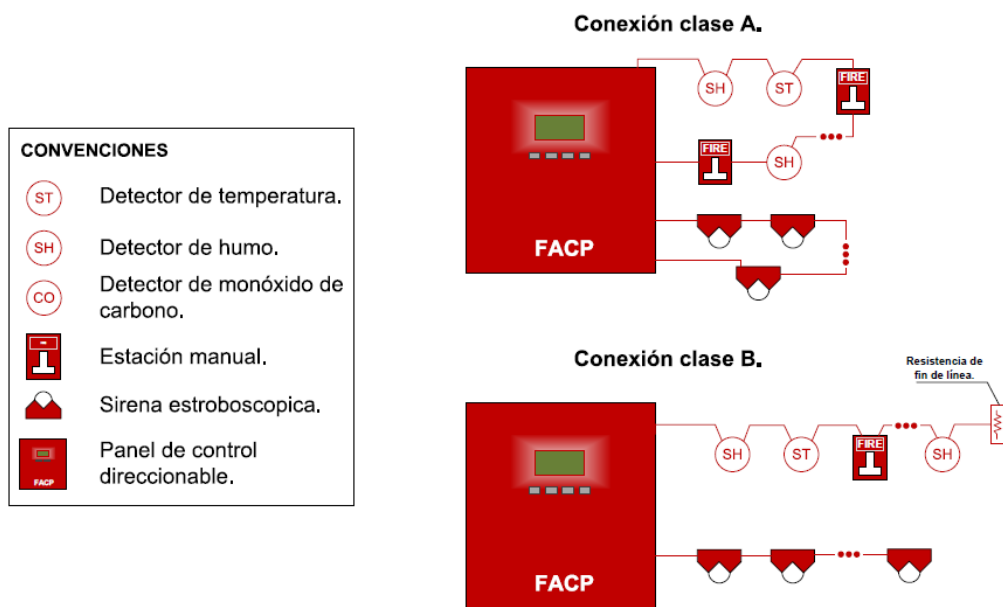 CONVENCIONES
ST
Detector de temperatura.
SH
Detector de humo.
CO
Detector de monóxido de
carbono.
Estación manual.
Sirena estroboscopica.
FACP
Panel de control
direccionable.
Conexión clase A.
SH
ST
FIRE
FIRE
SH
FACP
Conexión clase B.
Resistencia de
fin de línea.
SH
ST
FIRE
SH
FACP